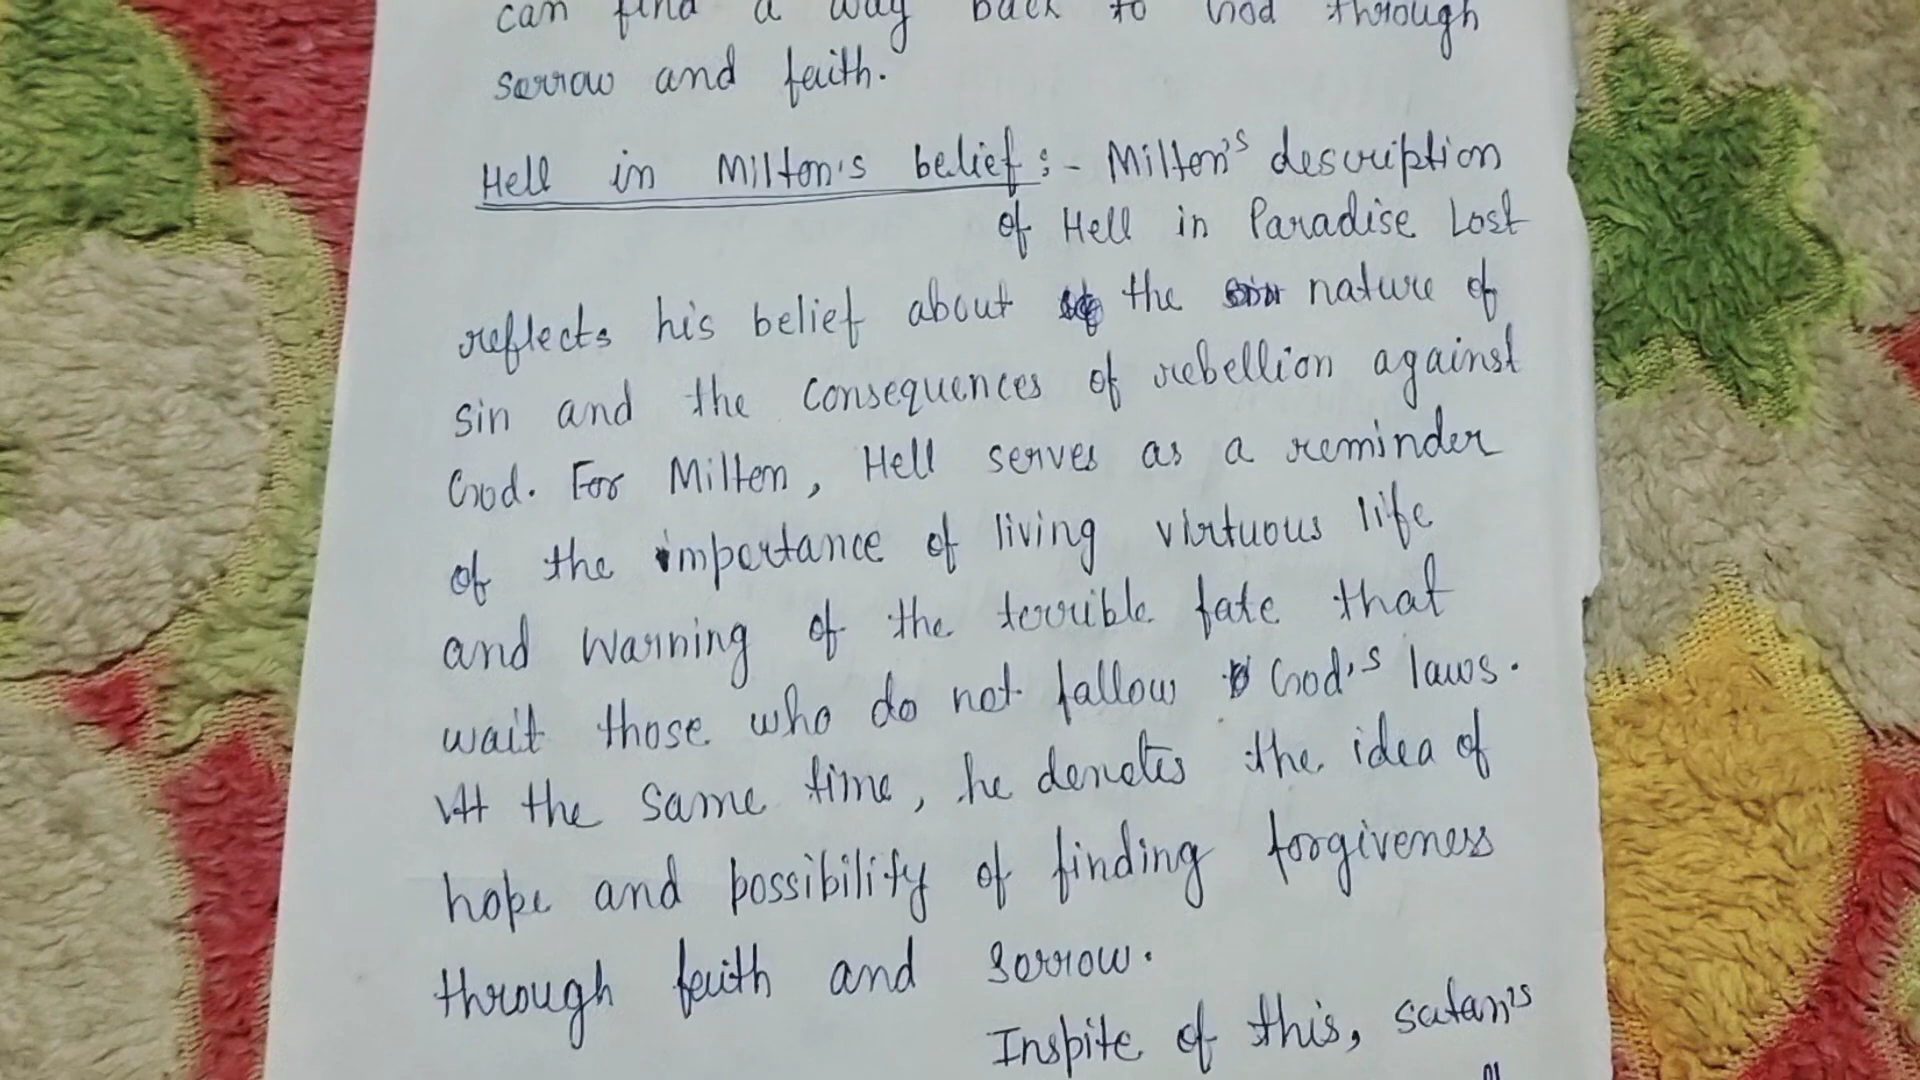 can find a way back to God through
sorrow and faith.
Hell in Milton's belief :- Milton's description
of Hell in Paradise Lost
reflects his belief about the nature of
sin and the consequences of rebellion against
God. For Milton, Hell serves as a reminder
of the importance of living virtuous life
and warning of the terrible fate that
wait those who do not fallow God's laws.
At the same time, he denotes the idea of
hope and possibility of finding forgiveness
through faith and sorrow.
Inspite of this, satan's